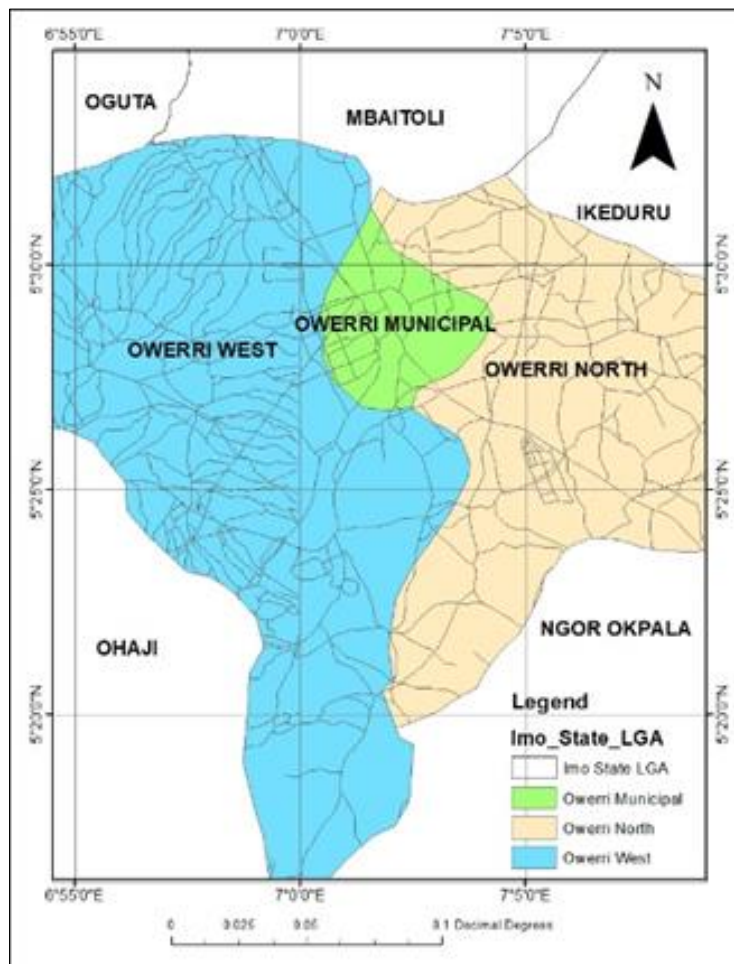 6°55'0"E 7°0'0"E 7°5'0"E
OGUTA
MBAITOLI
N
IKEDURU
5°30'0"N 5°30'0"N
OWERRI MUNICIPAL
OWERRI WEST
OWERRI NORTH
5°25'0"N 5°25'0"N
OHAJI
NGOR OKPALA
5°20'0"N 5°20'0"N
Legend
Imo_State_LGA
Imo State LGA
Owerri Municipal
Owerri North
Owerri West
6°55'0"E 7°0'0"E 7°5'0"E
0 0.025 0.05 0.1 Decimal Degrees